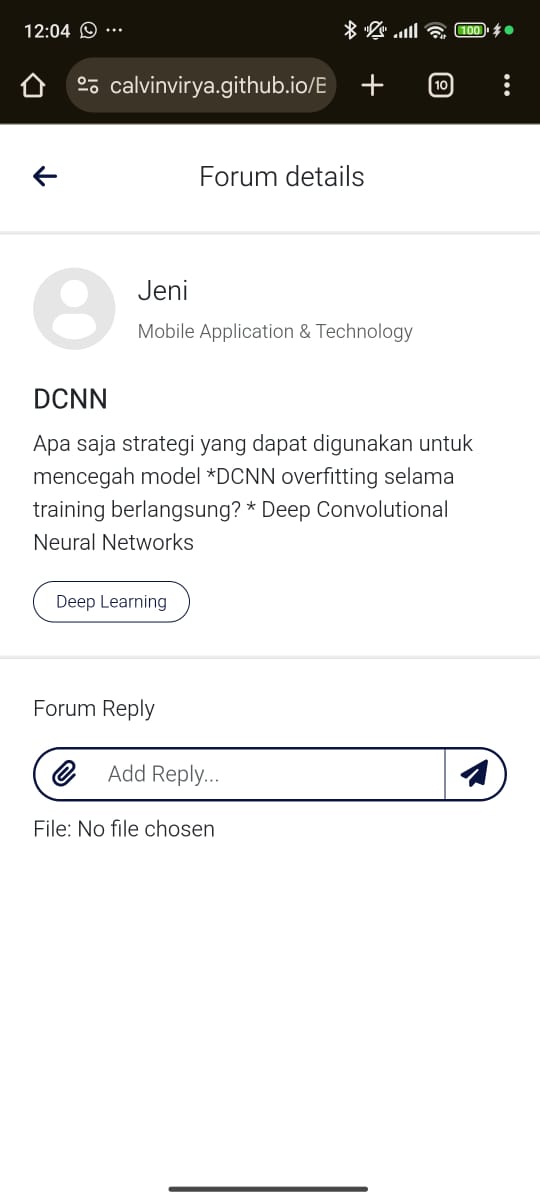 12:04
100
calvinvirya.github.io/E
10
Forum details
Jeni
Mobile Application & Technology
DCNN
Apa saja strategi yang dapat digunakan untuk
mencegah model *DCNN overfitting selama
training berlangsung? * Deep Convolutional
Neural Networks
Deep Learning
Forum Reply
Add Reply...
File: No file chosen